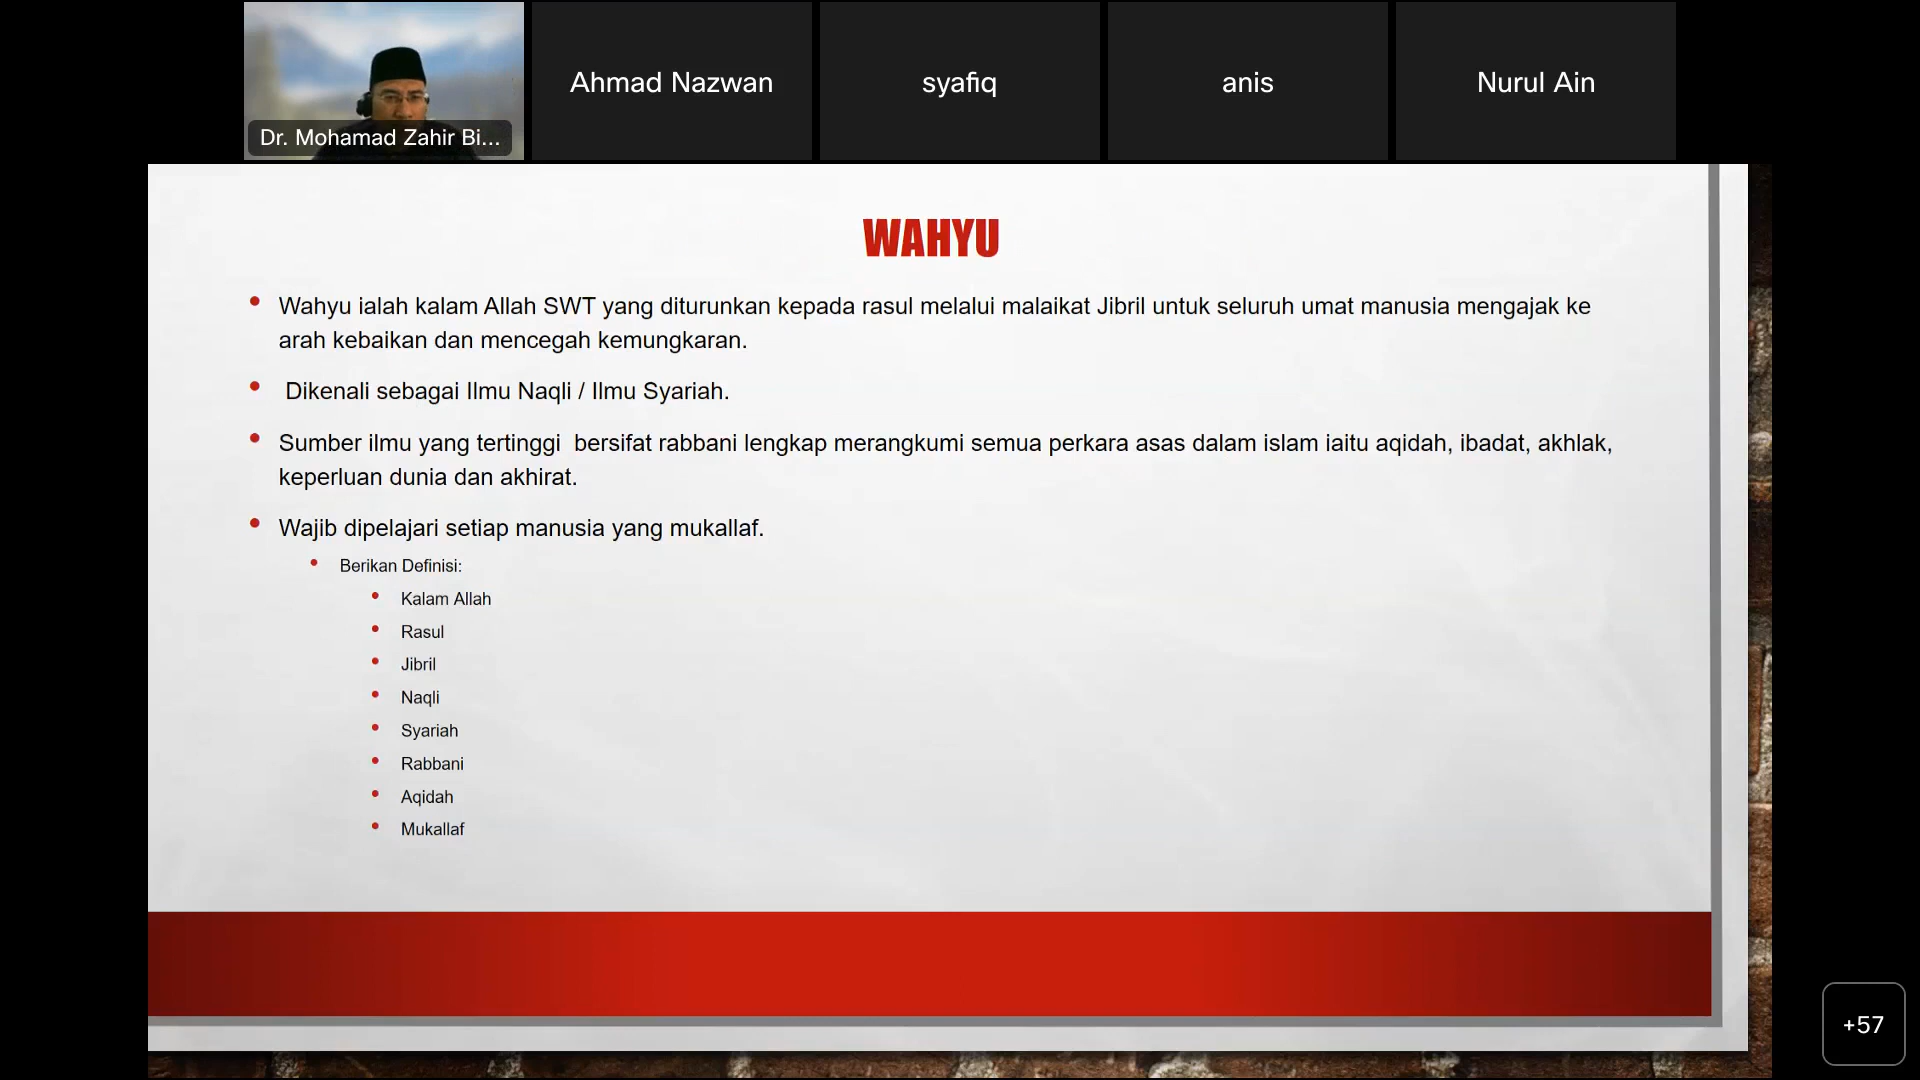 Dr. Mohamad Zahir Bi...
Ahmad Nazwan
syafiq
anis
Nurul Ain
WAHYU
• Wahyu ialah kalam Allah SWT yang diturunkan kepada rasul melalui malaikat Jibril untuk seluruh umat manusia mengajak ke
arah kebaikan dan mencegah kemungkaran.
• Dikenali sebagai Ilmu Naqli / Ilmu Syariah.
• Sumber ilmu yang tertinggi  bersifat rabbani lengkap merangkumi semua perkara asas dalam islam iaitu aqidah, ibadat, akhlak,
keperluan dunia dan akhirat.
• Wajib dipelajari setiap manusia yang mukallaf.
• Berikan Definisi:
• Kalam Allah
• Rasul
• Jibril
• Naqli
• Syariah
• Rabbani
• Aqidah
• Mukallaf
+57